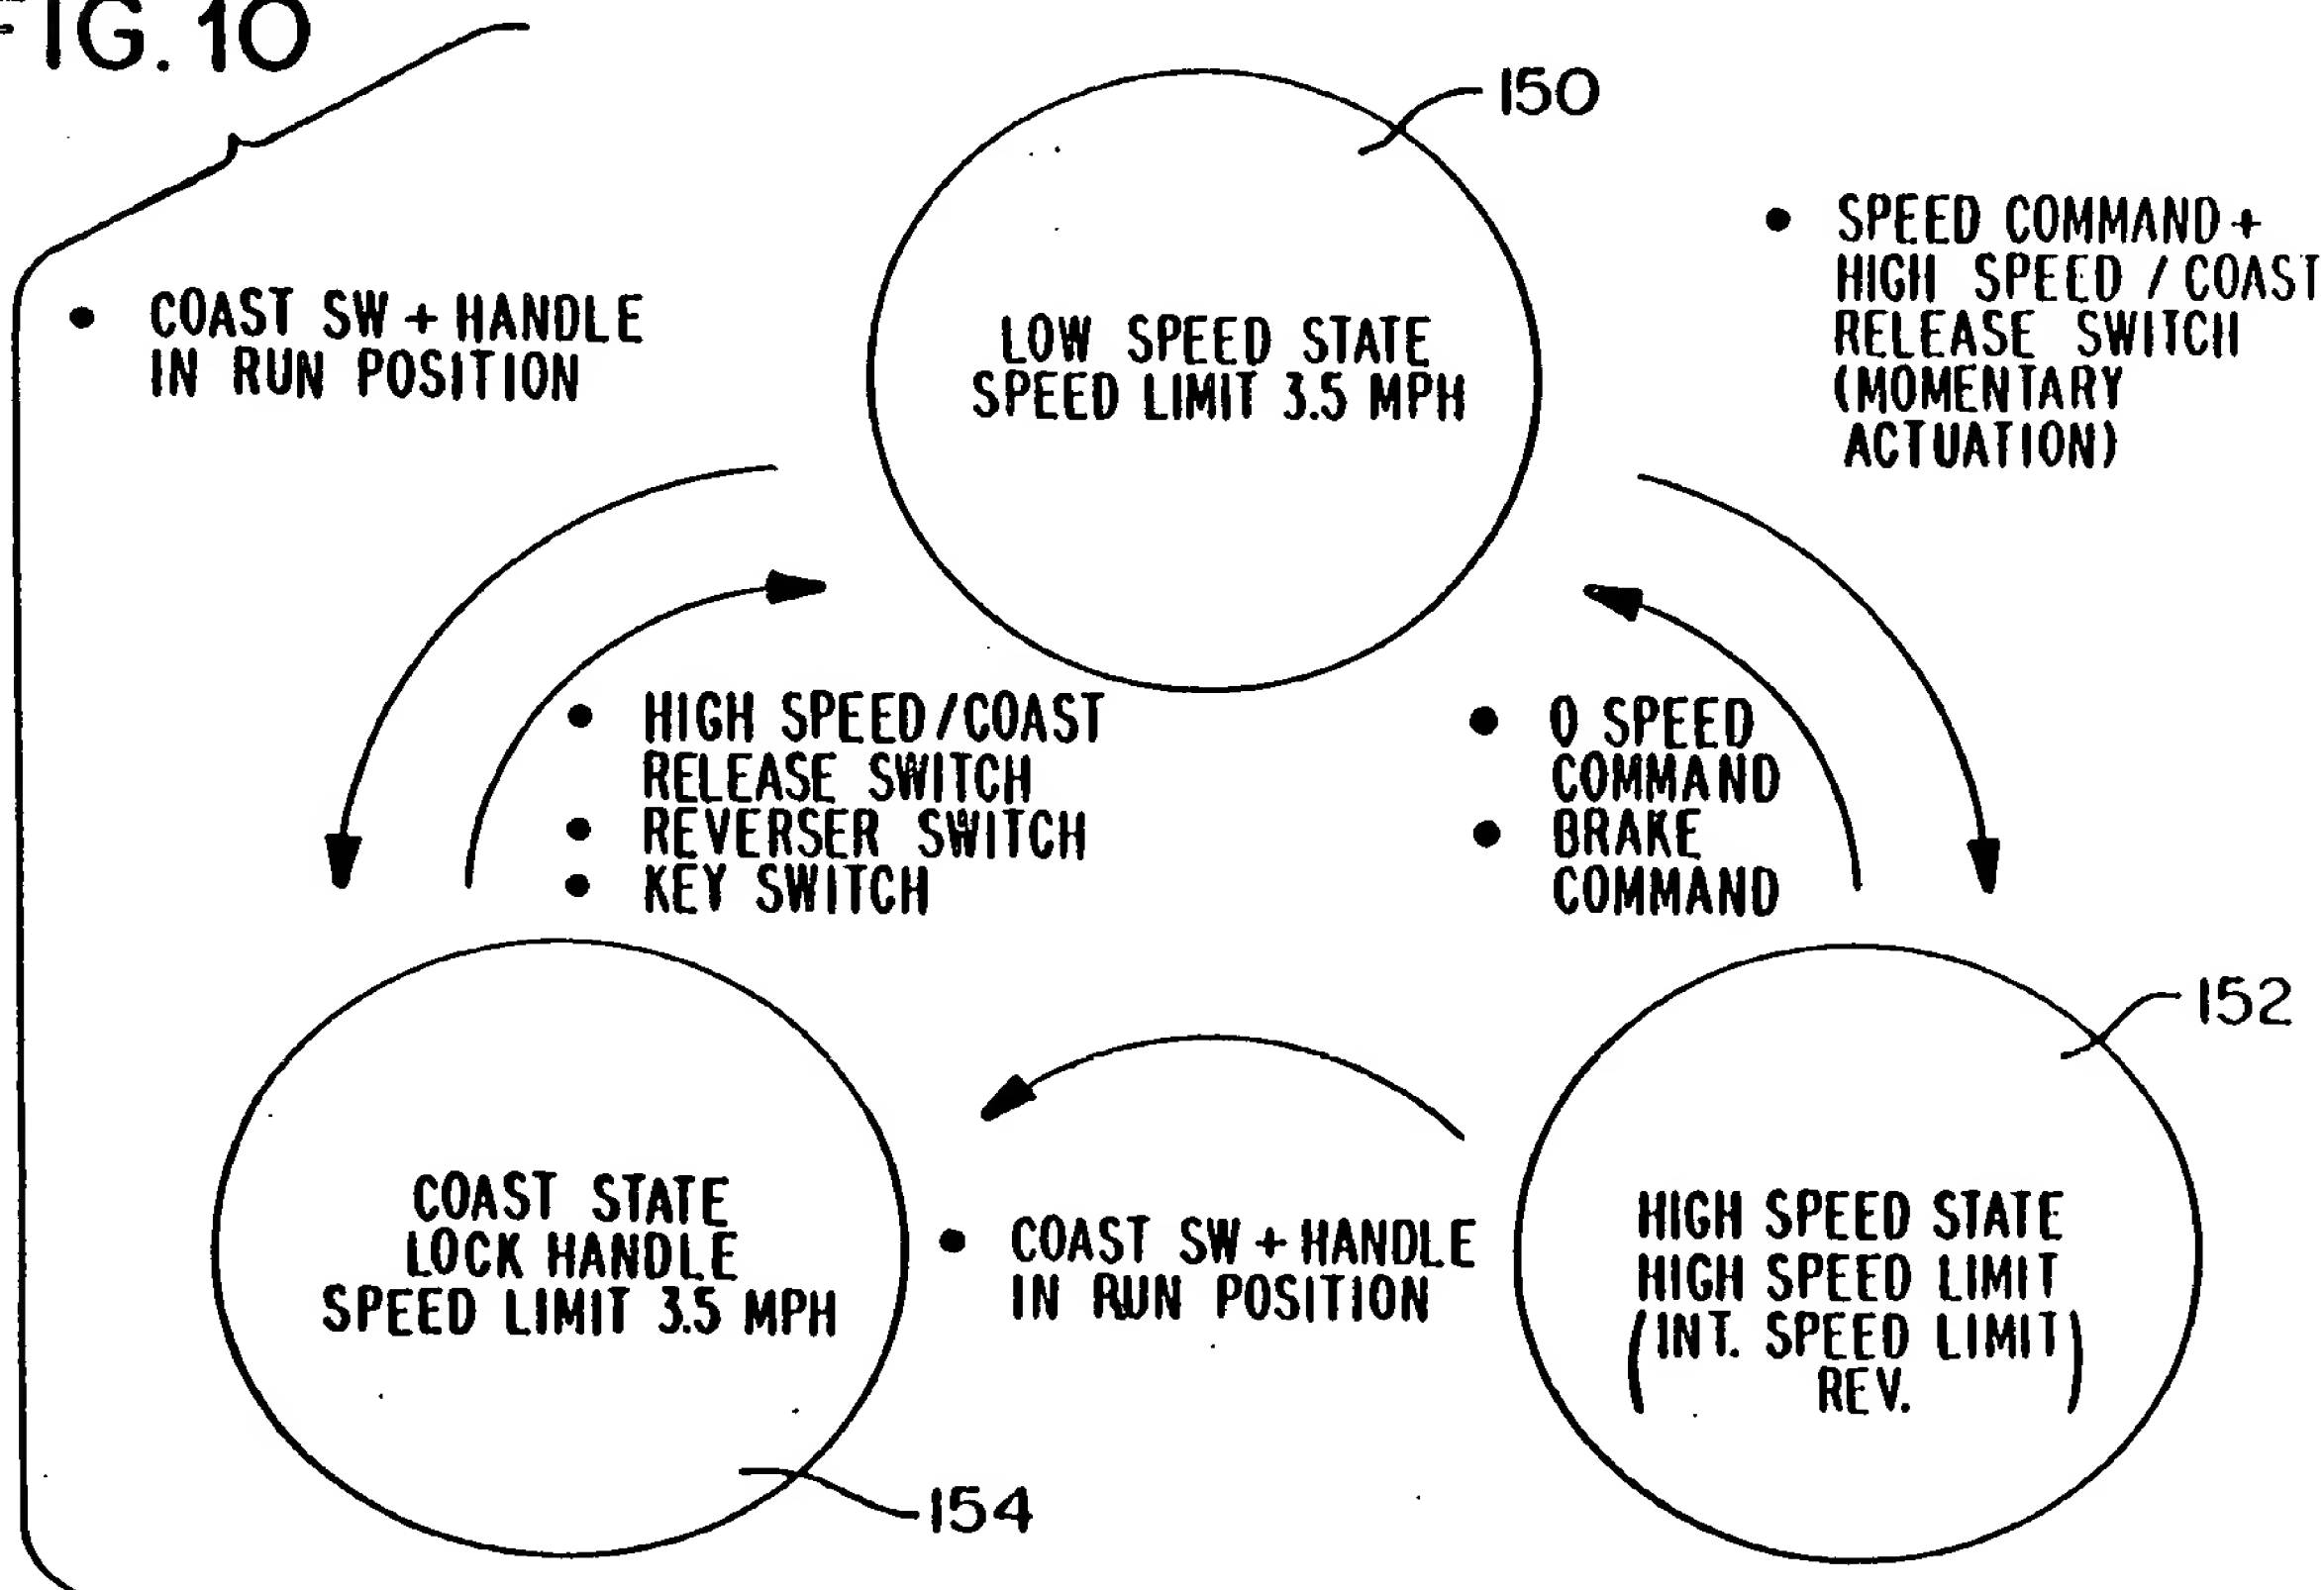 FIG. 10
150
• SPEED COMMAND +
HIGH SPEED / COAST
RELEASE SWITCH
(MOMENTARY
ACTUATION)
• COAST SW + HANDLE
IN RUN POSITION
LOW SPEED STATE
SPEED LIMIT 3.5 MPH
• HIGH SPEED/COAST
RELEASE SWITCH
• REVERSER SWITCH
• KEY SWITCH
• 0 SPEED
COMMAND
• BRAKE
COMMAND
152
COAST STATE
LOCK HANDLE
SPEED LIMIT 3.5 MPH
• COAST SW + HANDLE
IN RUN POSITION
HIGH SPEED STATE
HIGH SPEED LIMIT
(INT. SPEED LIMIT)
REV.
154